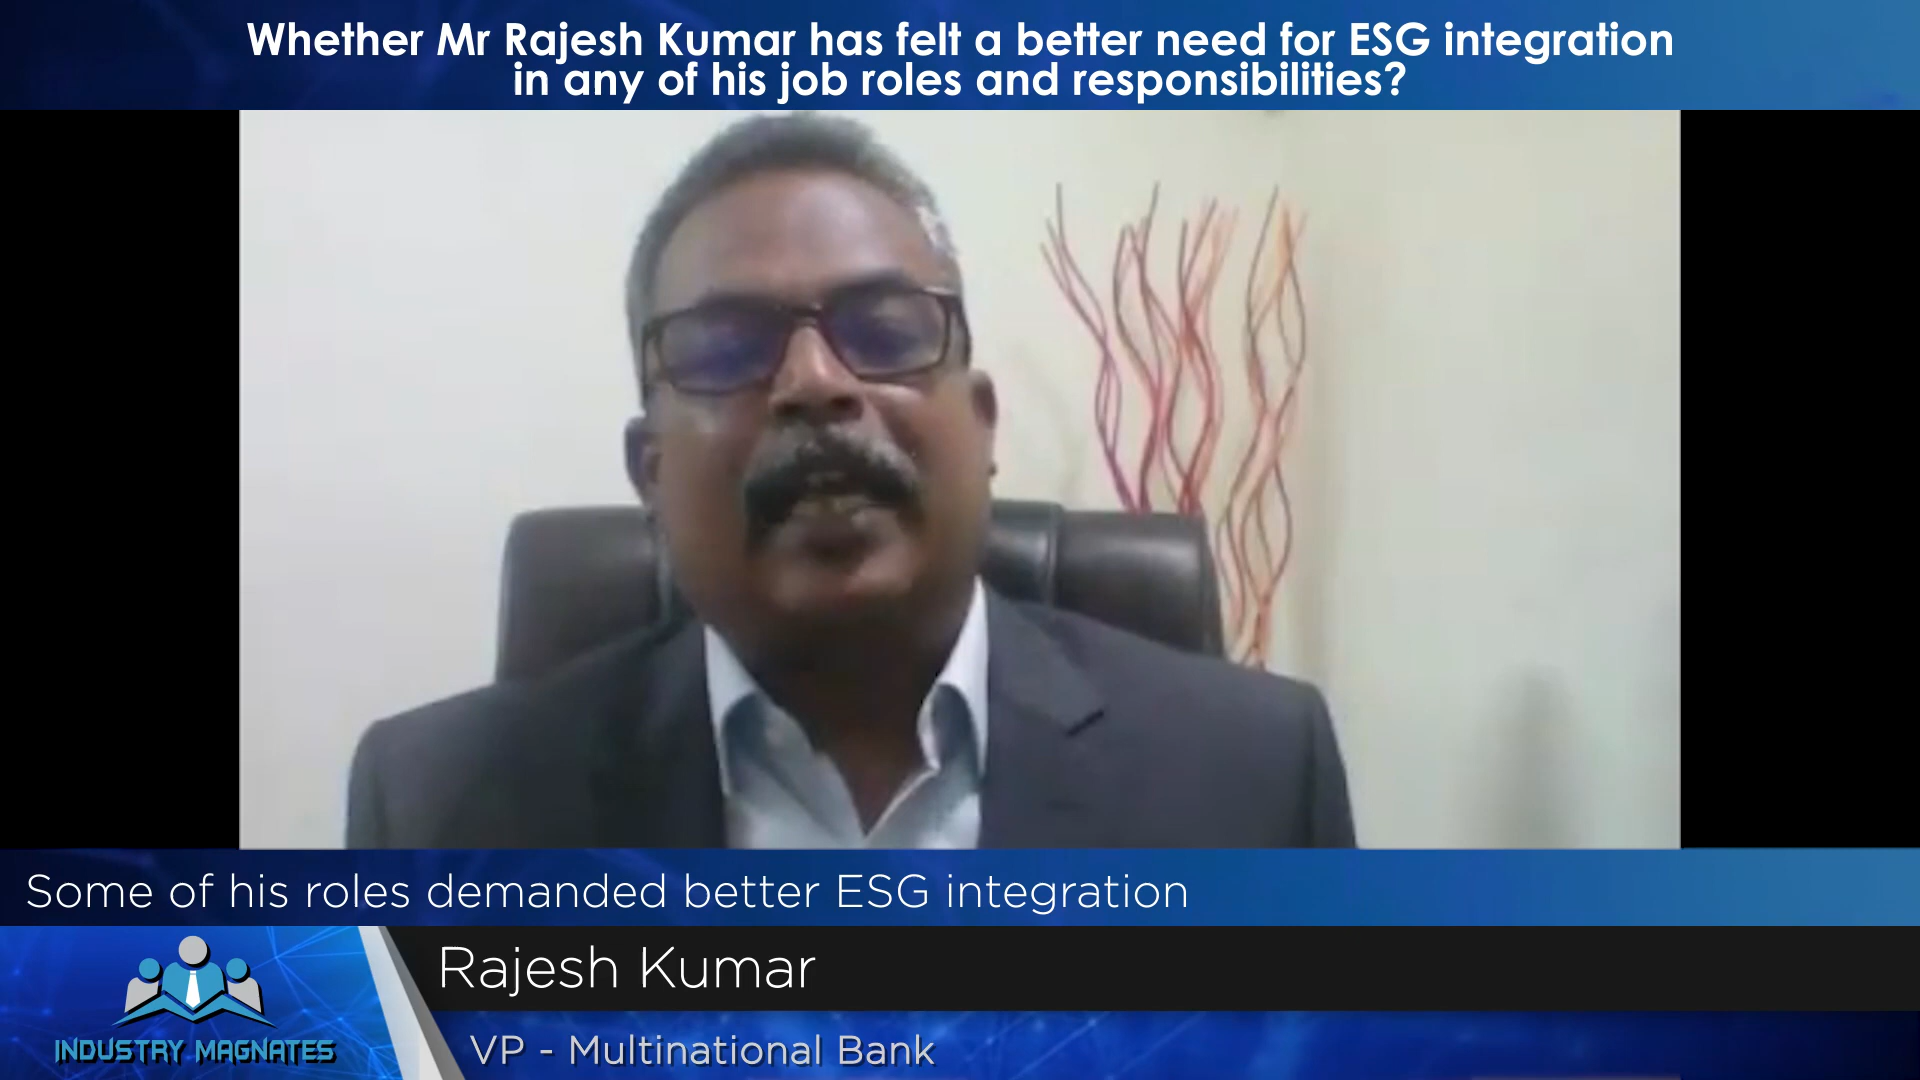 Whether Mr Rajesh Kumar has felt a better need for ESG integration
in any of his job roles and responsibilities?
Some of his roles demanded better ESG integration
Rajesh Kumar
INDUSTRY MAGNATES
VP - Multinational Bank